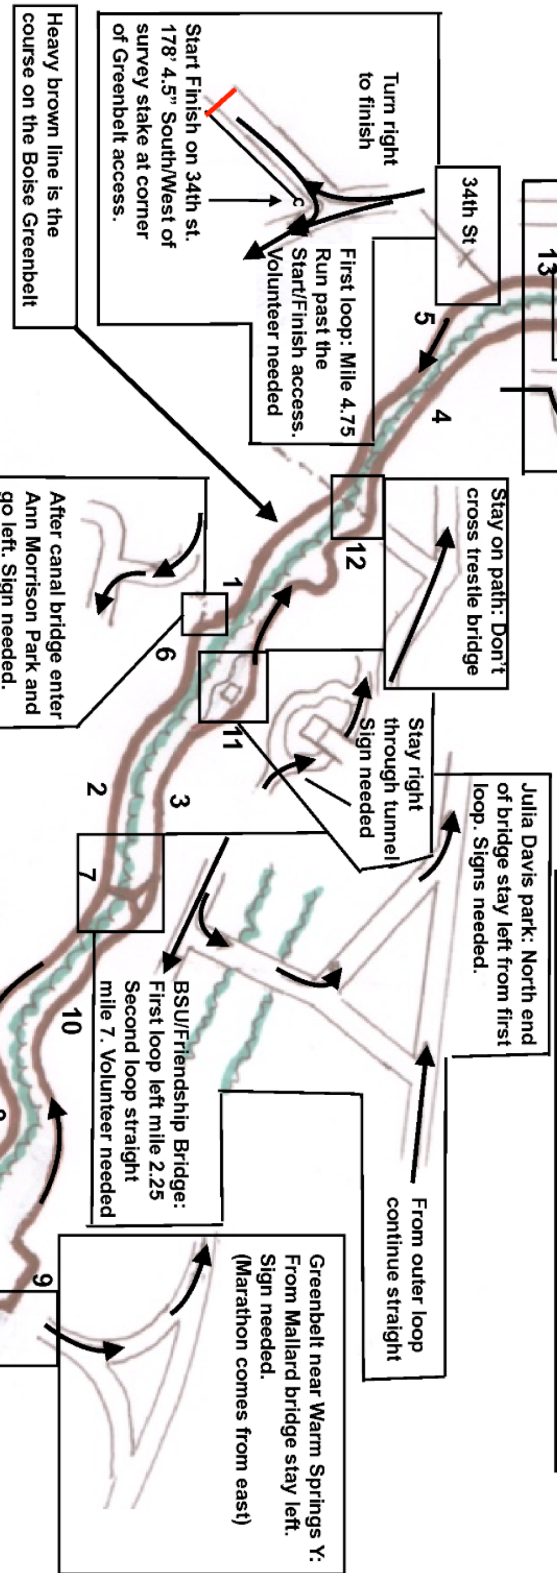 Heavy brown line is the
course on the Boise Greenbelt
Turn right
to finish
Start Finish on 34th st.
178' 4.5" South/West of
survey stake at corner
of Greenbelt access.
34th St
First loop: Mile 4.75
Run past the
Start/Finish access.
Volunteer needed
13
5
4
12
1
6
11
2
3
7
10
9
Stay on path: Don't
cross trestle bridge
After canal bridge enter
Ann Morrison Park and
go left. Sign needed.
Stay right
through tunnel
Sign needed
Julia Davis park: North end
of bridge stay left from first
loop. Signs needed.
BSU/Friendship Bridge:
First loop left mile 2.25
Second loop straight
mile 7. Volunteer needed
From outer loop
continue straight
Greenbelt near Warm Springs Y:
From Mallard bridge stay left.
Sign needed.
(Marathon comes from east)